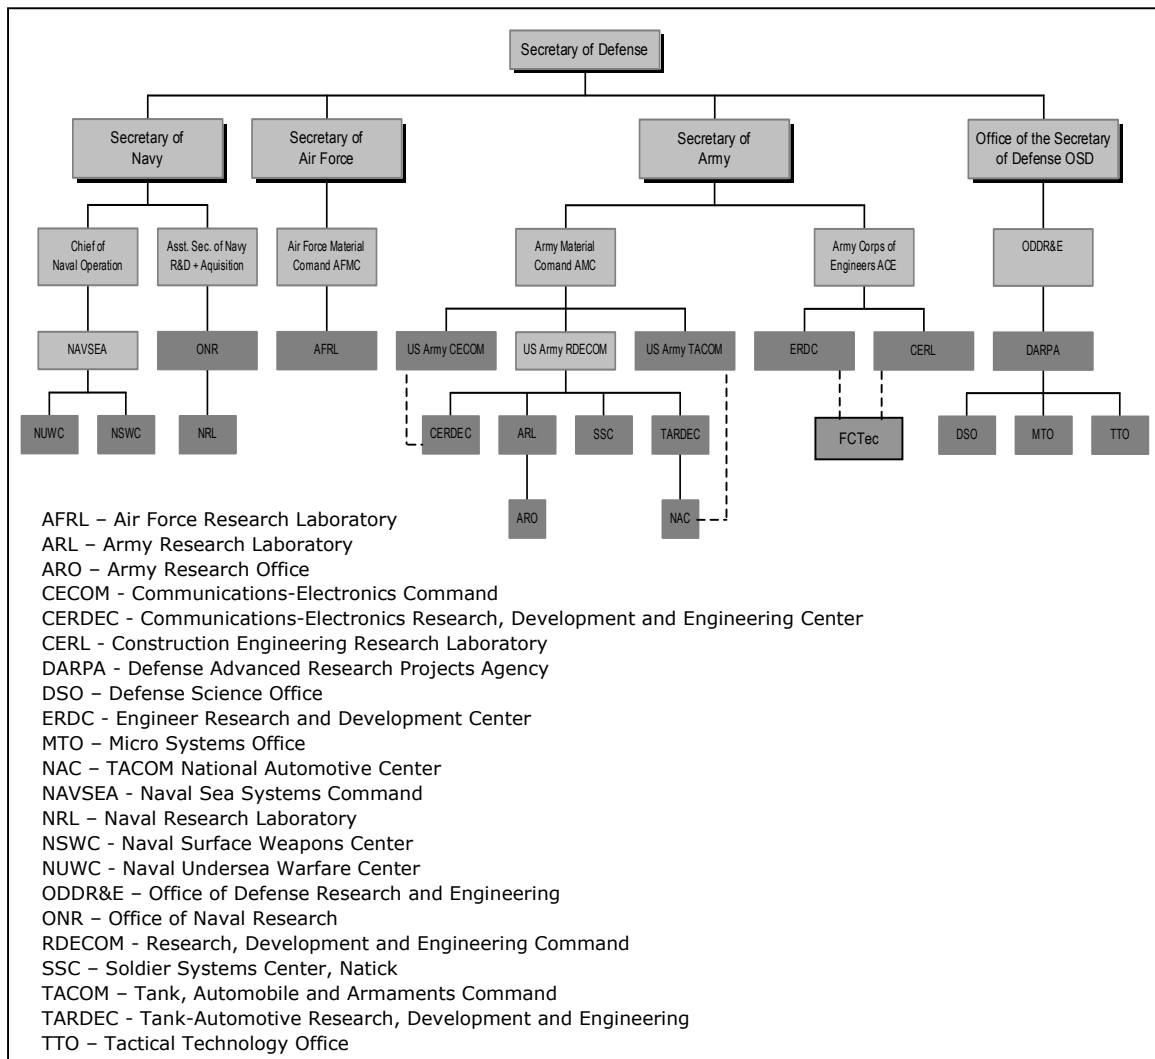 Secretary of Defense
Secretary of
Navy
Secretary of
Air Force
Secretary of
Army
Office of the Secretary
of Defense OSD
Chief of
Naval Operation
Asst. Sec. of Navy
R&D + Aquisition
Air Force Material
Comand AFMC
Army Material
Comand AMC
Army Corps of
Engineers ACE
ODDR&E
NAVSEA
ONR
AFRL
US Army CECOM
US Army RDECOM
US Army TACOM
ERDC
CERL
DARPA
NUWC
NSWC
NRL
CERDEC
ARL
SSC
TARDEC
FCTec
DSO
MTO
TTO
ARO
NAC
AFRL – Air Force Research Laboratory
ARL – Army Research Laboratory
ARO – Army Research Office
CECOM - Communications-Electronics Command
CERDEC - Communications-Electronics Research, Development and Engineering Center
CERL - Construction Engineering Research Laboratory
DARPA - Defense Advanced Research Projects Agency
DSO – Defense Science Office
ERDC - Engineer Research and Development Center
MTO – Micro Systems Office
NAC – TACOM National Automotive Center
NAVSEA - Naval Sea Systems Command
NRL – Naval Research Laboratory
NSWC - Naval Surface Weapons Center
NUWC - Naval Undersea Warfare Center
ODDR&E – Office of Defense Research and Engineering
ONR – Office of Naval Research
RDECOM - Research, Development and Engineering Command
SSC – Soldier Systems Center, Natick
TACOM – Tank, Automobile and Armaments Command
TARDEC - Tank-Automotive Research, Development and Engineering
TTO – Tactical Technology Office